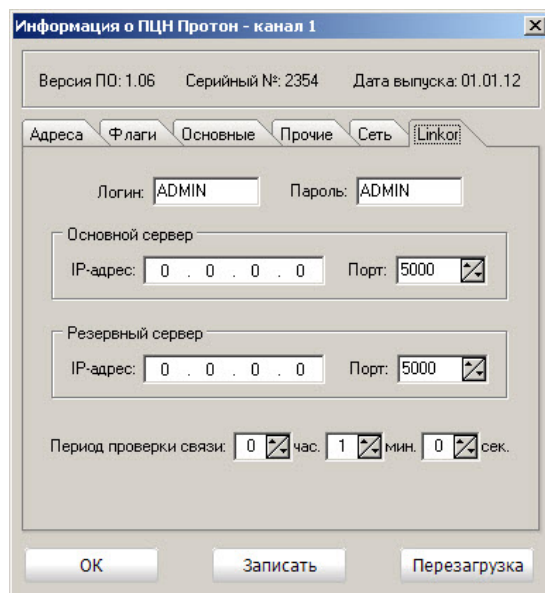 Информация о ПЦН Протон - канал 1
Версия ПО: 1.06 Серийный №: 2354 Дата выпуска: 01.01.12
Адреса Флаги Основные Прочие Сеть Linkor
Логин: ADMIN Пароль: ADMIN
Основной сервер
IP-адрес: 0 . 0 . 0 . 0 Порт: 5000
Резервный сервер
IP-адрес: 0 . 0 . 0 . 0 Порт: 5000
Период проверки связи: 0 час. 1 мин. 0 сек.
ОК Записать Перезагрузка